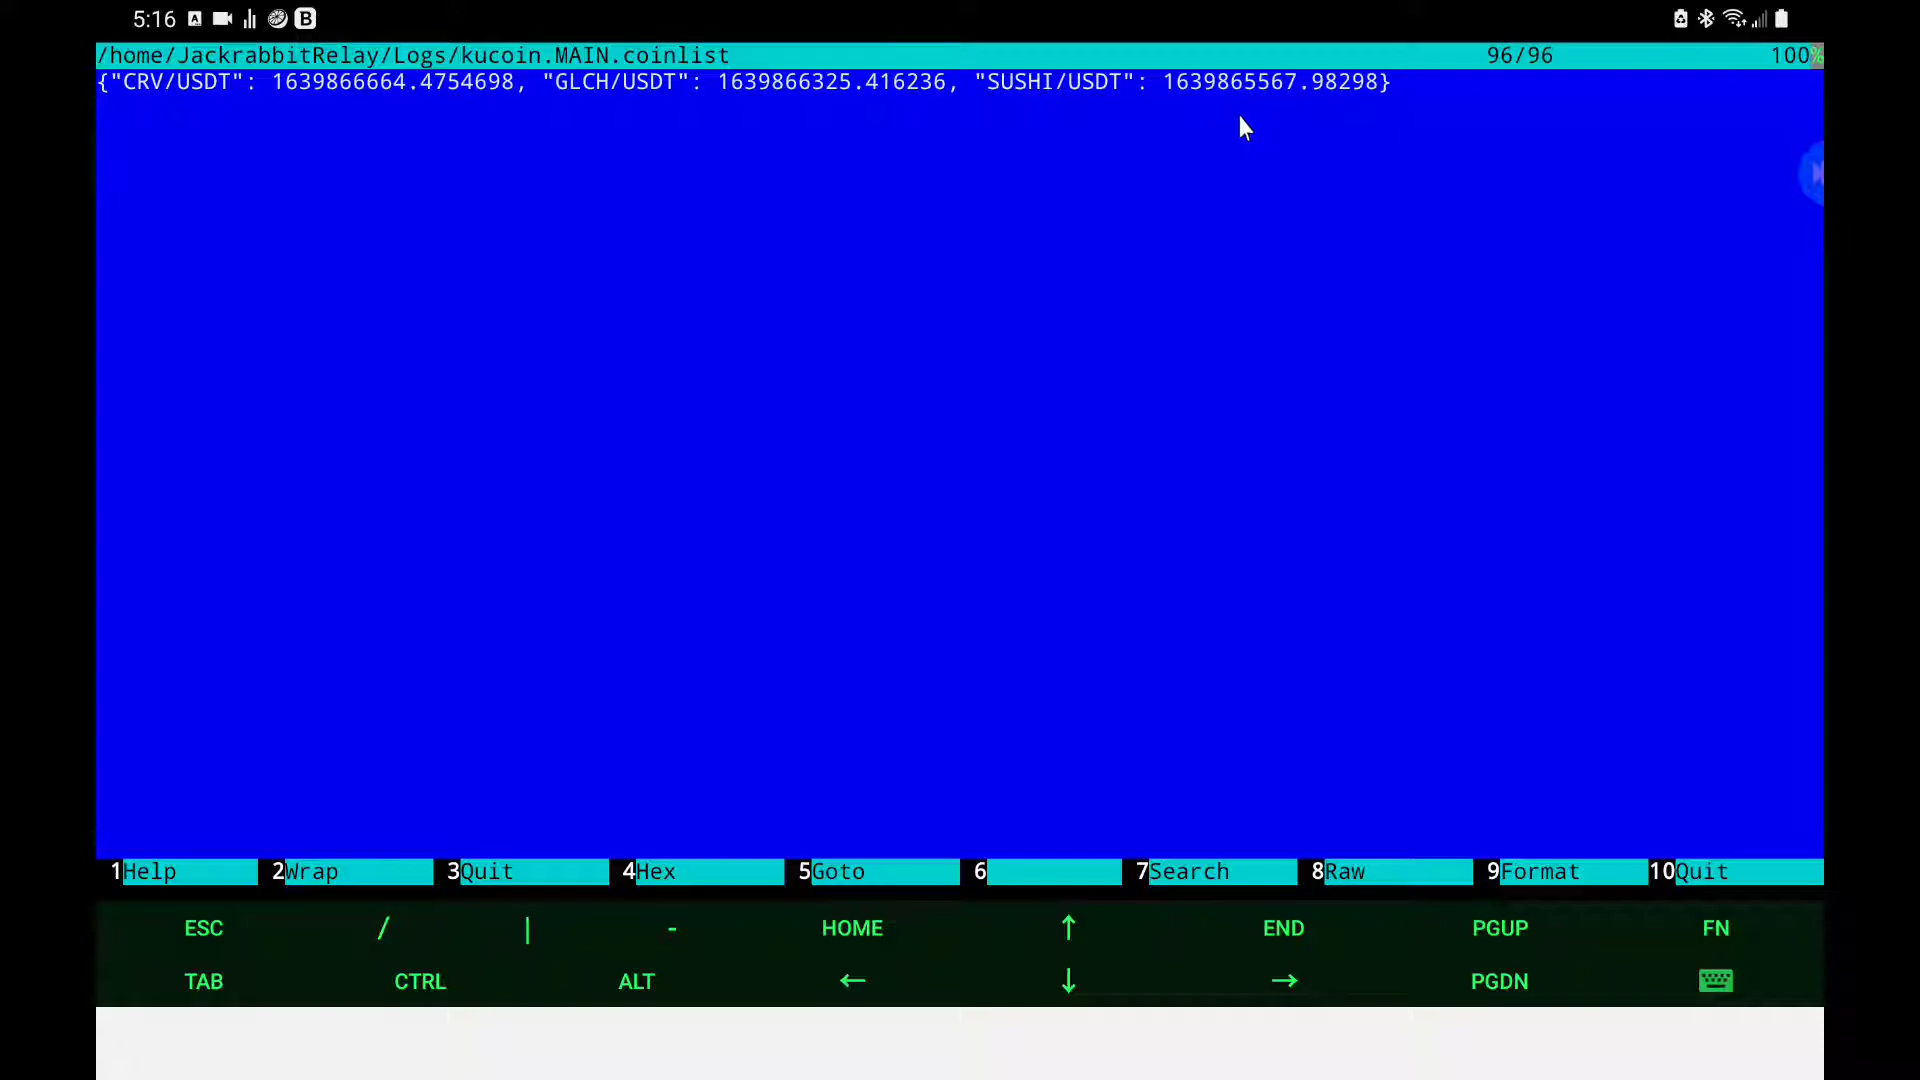 5:16 A B
/home/JackrabbitRelay/Logs/kucoin.MAIN.coinlist 96/96 100%
{"CRV/USDT": 1639866664.4754698, "GLCH/USDT": 1639866325.416236, "SUSHI/USDT": 1639865567.98298}
1Help 2Wrap 3Quit 4Hex 5Goto 6 7Search 8Raw 9Format 10Quit
ESC / | - HOME ↑ END PGUP FN
TAB CTRL ALT ← ↓ → PGDN